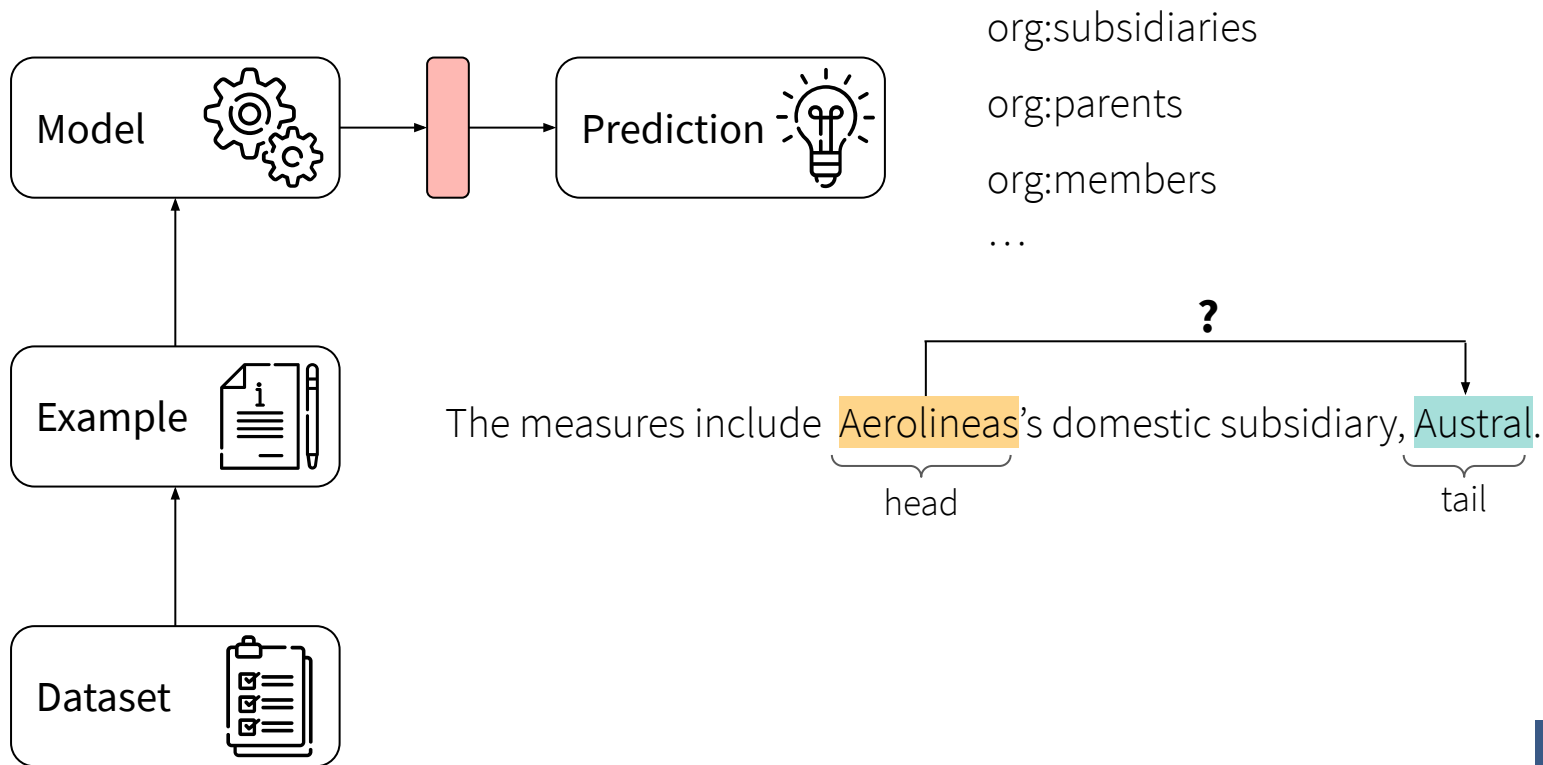 org:subsidiaries
Model
Prediction
org:parents
org:members
…
?
Example
i
The measures include Aerolineas’s domestic subsidiary, Austral.
head
tail
Dataset